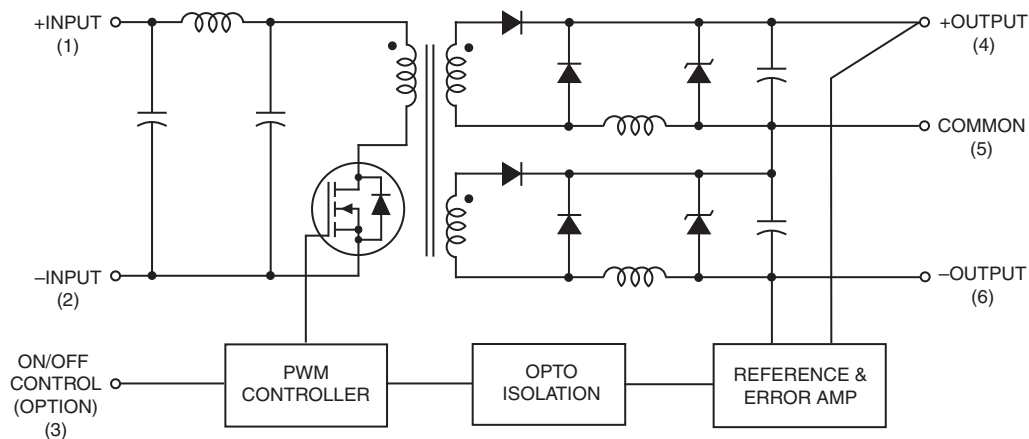 +INPUT
(1)
+OUTPUT
(4)
COMMON
(5)
–INPUT
(2)
–OUTPUT
(6)
ON/OFF
CONTROL
(OPTION)
(3)
PWM
CONTROLLER
OPTO
ISOLATION
REFERENCE &
ERROR AMP